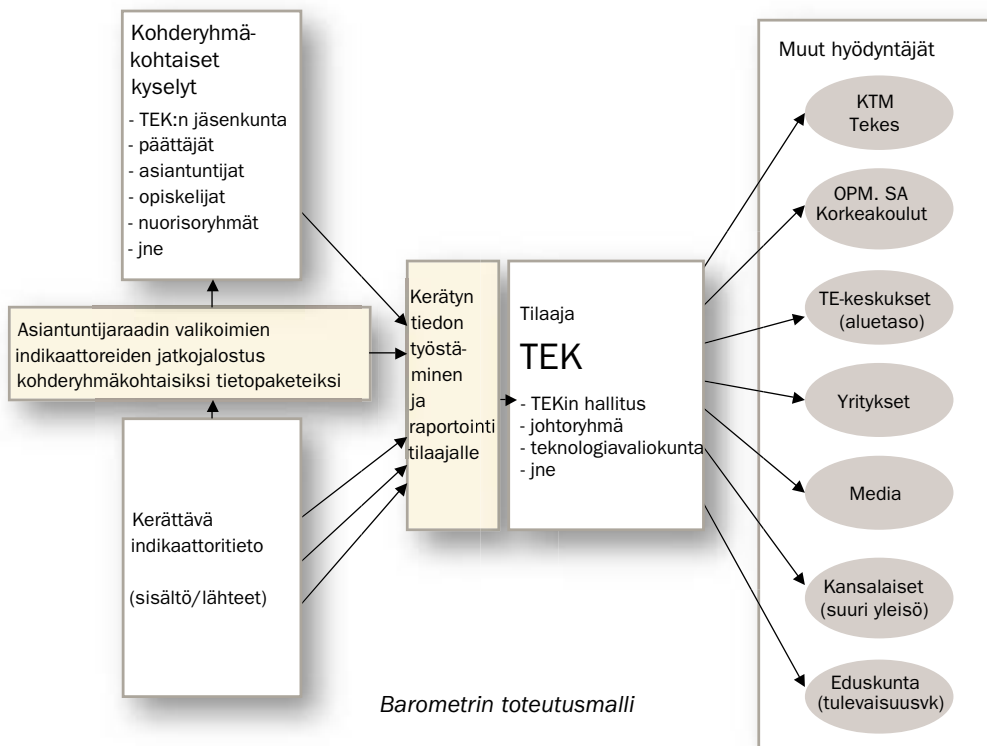 Kohderyhmä-
kohtaiset
kyselyt
- TEK:n jäsenkunta
- päättäjät
- asiantuntijat
- opiskelijat
- nuorisoryhmät
- jne
Asiantuntijaraadin valikoimien
indikaattoreiden jatkojalostus
kohderyhmäkohtaisiksi tietopaketeiksi
Kerättävä
indikaattoritieto
(sisältö/lähteet)
Kerätyn
tiedon
työstä-
minen
ja
raportointi
tilaajalle
Tilaaja
TEK
- TEKin hallitus
- johtoryhmä
- teknologiavaliokunta
- jne
Muut hyödyntäjät
KTM
Tekes
OPM. SA
Korkeakoulut
TE-keskukset
(aluetaso)
Yritykset
Media
Kansalaiset
(suuri yleisö)
Eduskunta
(tulevaisuusvk)
Barometrin toteutusmalli